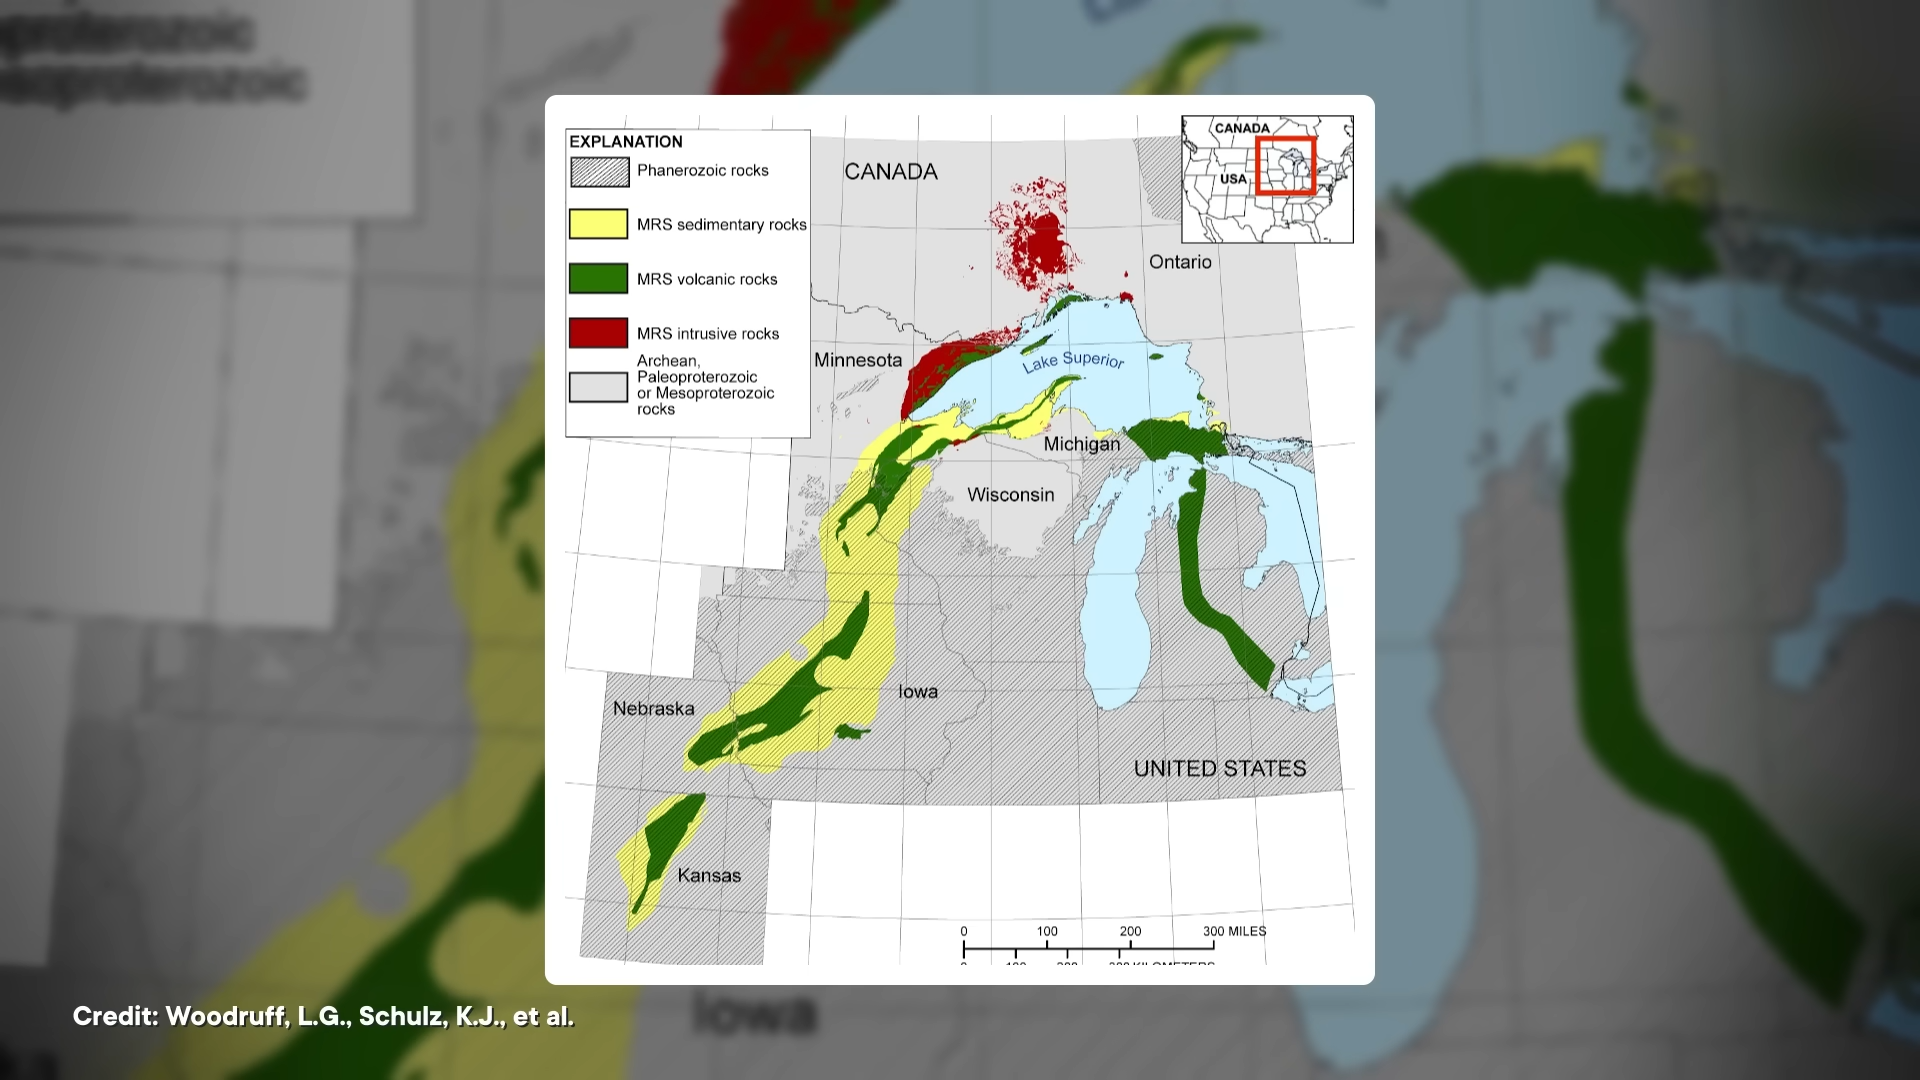 EXPLANATION
Phanerozoic rocks
MRS sedimentary rocks
MRS volcanic rocks
MRS intrusive rocks
Archean,
Paleoproterozoic
or Mesoproterozoic
rocks
CANADA
CANADA
USA
Ontario
Minnesota
Lake Superior
Michigan
Wisconsin
Iowa
Nebraska
UNITED STATES
Kansas
0 100 200 300 MILES
Credit: Woodruff, L.G., Schulz, K.J., et al.
Iowa